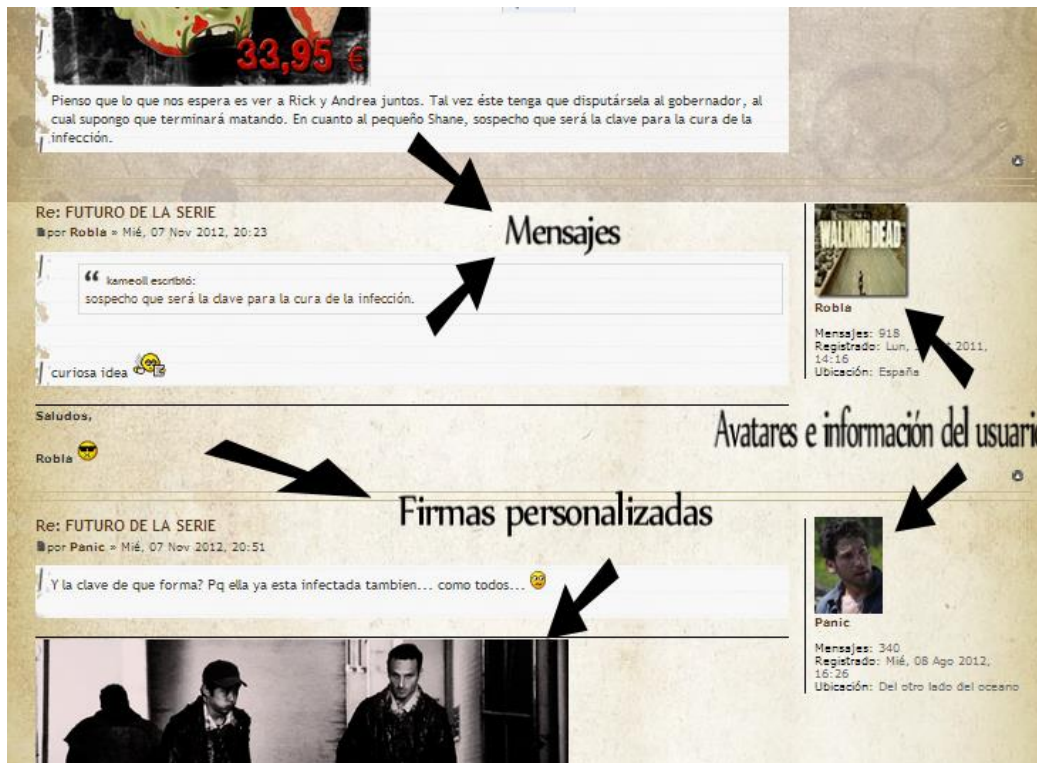 33,95 €
Pienso que lo que nos espera es ver a Rick y Andrea juntos. Tal vez éste tenga que disputársela al gobernador, al
cual supongo que terminará matando. En cuanto al pequeño Shane, sospecho que será la clave para la cura de la
infección.
Mensajes
Re: FUTURO DE LA SERIE
por Robla » Mié, 07 Nov 2012, 20:23
“ kameoll escribió:
sospecho que será la clave para la cura de la infección.
curiosa idea
Saludos,
Robla
WALKING DEAD
Robla
Mensajes: 918
Registrado: Lun, 2011,
14:16
Ubicación: España
Avatares e información del usuari
Firmas personalizadas
Re: FUTURO DE LA SERIE
por Panic » Mié, 07 Nov 2012, 20:51
Y la clave de que forma? Pq ella ya esta infectada tambien... como todos...
Panic
Mensajes: 340
Registrado: Mié, 08 Ago 2012,
16:26
Ubicación: Del otro lado del oceano